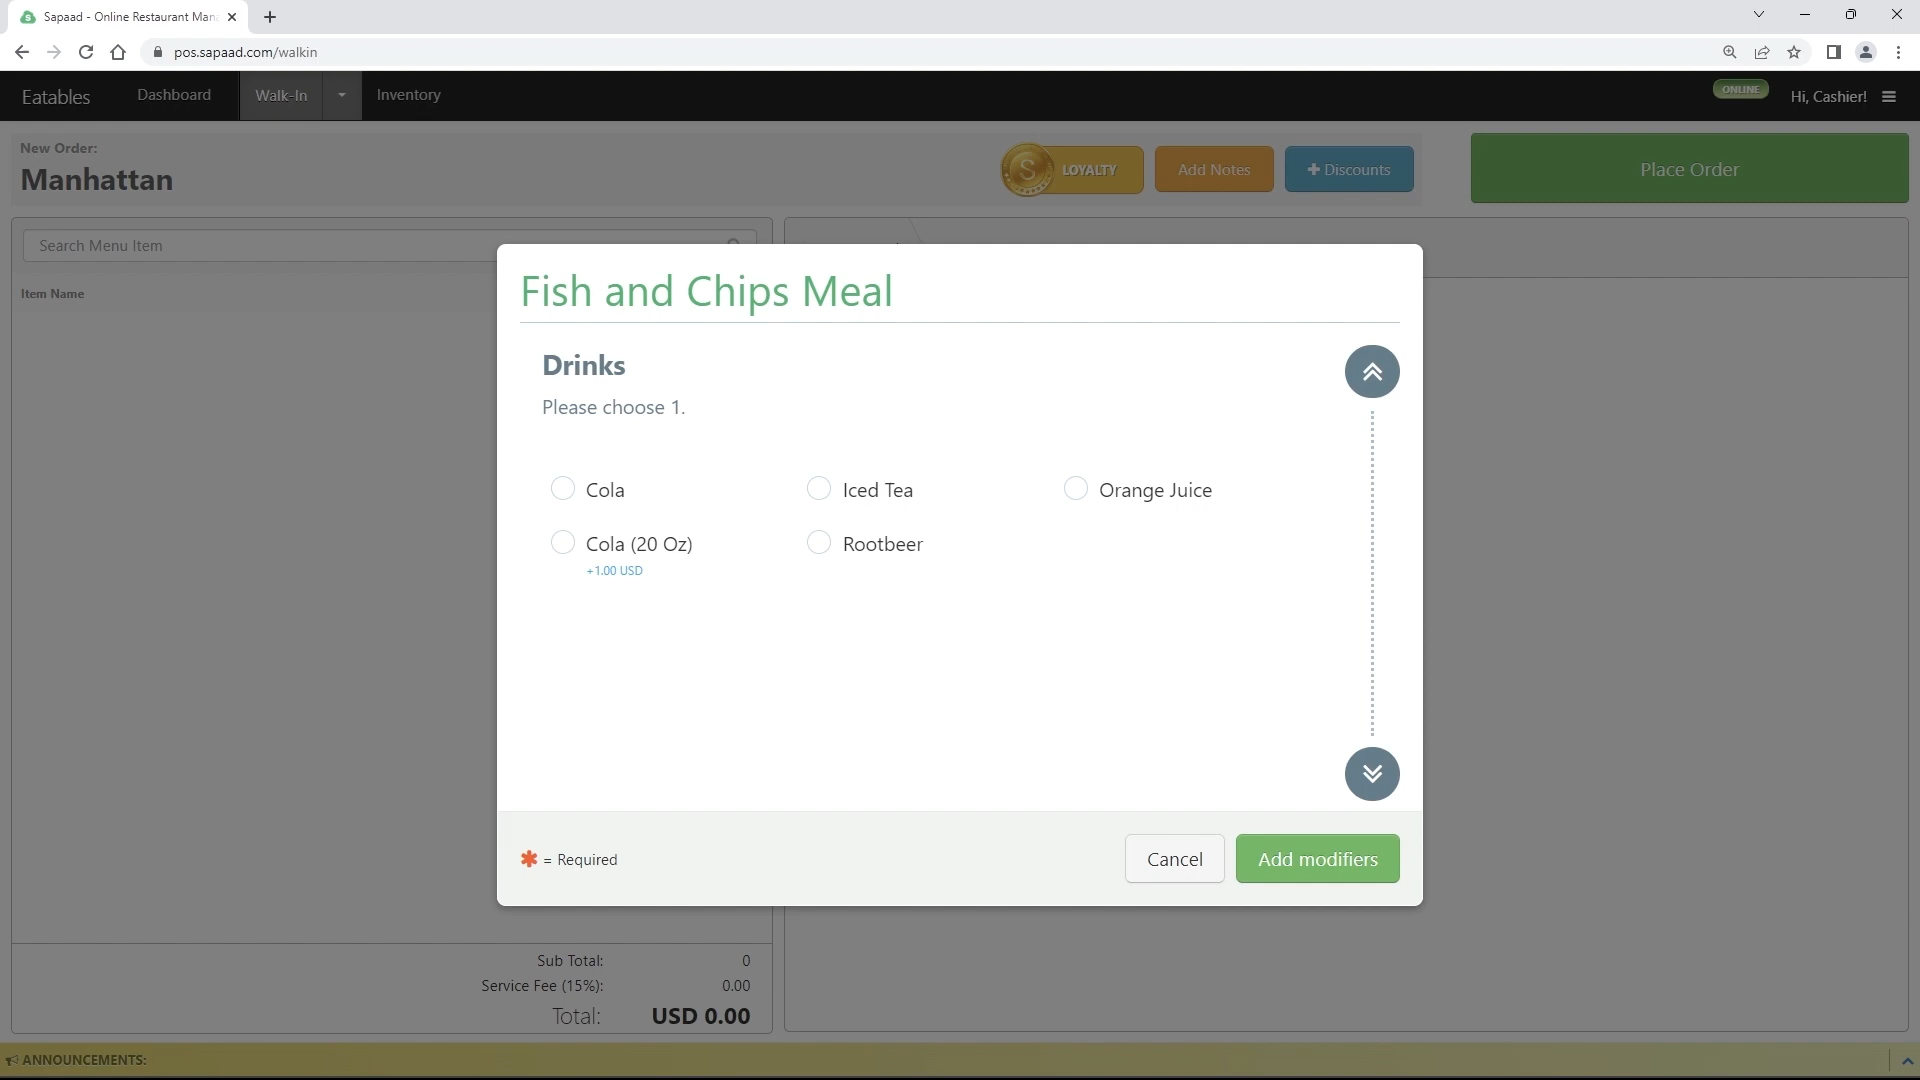 Sapaad - Online Restaurant Mana
pos.sapaad.com/walkin
Eatables
Dashboard
Walk-In
Inventory
ONLINE
Hi, Cashier!
New Order:
Manhattan
S LOYALTY
Add Notes
+ Discounts
Place Order
Search Menu Item
Item Name
Fish and Chips Meal
Drinks
Please choose 1.
Cola
Iced Tea
Orange Juice
Cola (20 Oz)
+1.00 USD
Rootbeer
✱ = Required
Cancel
Add modifiers
Sub Total: 0
Service Fee (15%): 0.00
Total: USD 0.00
ANNOUNCEMENTS: